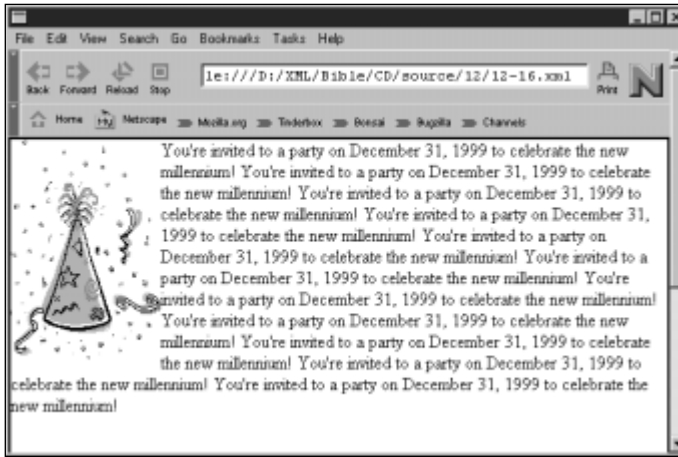 File Edit View Search Go Bookmarks Tasks Help
Back Forward Reload Stop
le:///D:/XML/Bible/CD/source/12/12-16.xml
Print
N
Home My Netscape Mozilla.org Tinderbox Bonsai Bugzilla Channels
You're invited to a party on December 31, 1999 to celebrate the new
millennium! You're invited to a party on December 31, 1999 to celebrate
the new millennium! You're invited to a party on December 31, 1999 to
celebrate the new millennium! You're invited to a party on December 31,
1999 to celebrate the new millennium! You're invited to a party on
December 31, 1999 to celebrate the new millennium! You're invited to a
party on December 31, 1999 to celebrate the new millennium! You're
invited to a party on December 31, 1999 to celebrate the new millennium!
You're invited to a party on December 31, 1999 to celebrate the new
millennium! You're invited to a party on December 31, 1999 to celebrate
the new millennium! You're invited to a party on December 31, 1999 to
celebrate the new millennium! You're invited to a party on December 31, 1999 to celebrate the
new millennium!